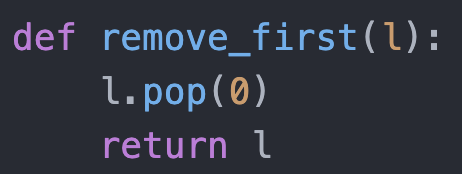 def remove_first(l):
    l.pop(0)
    return l